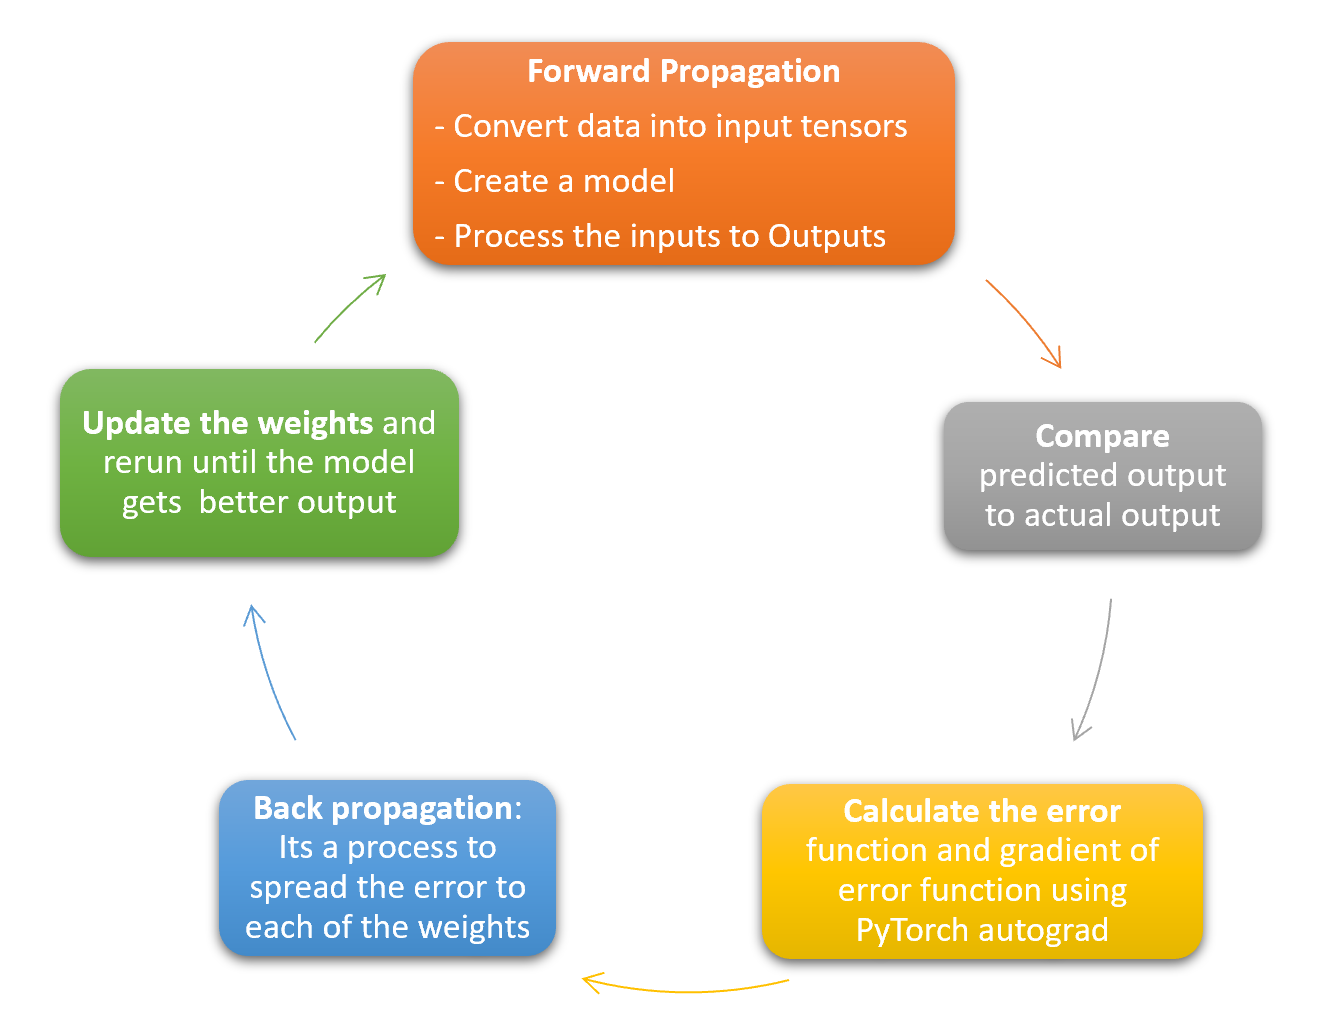 Forward Propagation
- Convert data into input tensors
- Create a model
- Process the inputs to Outputs
Compare
predicted output
to actual output
Calculate the error
function and gradient of
error function using
PyTorch autograd
Back propagation:
Its a process to
spread the error to
each of the weights
Update the weights and
rerun until the model
gets  better output